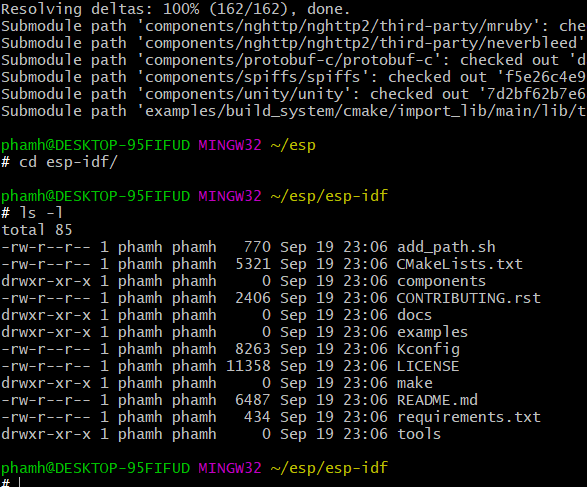 Resolving deltas: 100% (162/162), done.
Submodule path 'components/nghttp/nghttp2/third-party/mruby': che
Submodule path 'components/nghttp/nghttp2/third-party/neverbleed'
Submodule path 'components/protobuf-c/protobuf-c': checked out 'd
Submodule path 'components/spiffs/spiffs': checked out 'f5e26c4e9
Submodule path 'components/unity/unity': checked out '7d2bf62b7e6
Submodule path 'examples/build_system/cmake/import_lib/main/lib/t
phamh@DESKTOP-95FIFUD MINGW32 ~/esp
# cd esp-idf/
phamh@DESKTOP-95FIFUD MINGW32 ~/esp/esp-idf
# ls -l
total 85
-rw-r--r-- 1 phamh phamh 770 Sep 19 23:06 add_path.sh
-rw-r--r-- 1 phamh phamh 5321 Sep 19 23:06 CMakeLists.txt
drwxr-xr-x 1 phamh phamh 0 Sep 19 23:06 components
-rw-r--r-- 1 phamh phamh 2406 Sep 19 23:06 CONTRIBUTING.rst
drwxr-xr-x 1 phamh phamh 0 Sep 19 23:06 docs
drwxr-xr-x 1 phamh phamh 0 Sep 19 23:06 examples
-rw-r--r-- 1 phamh phamh 8263 Sep 19 23:06 Kconfig
-rw-r--r-- 1 phamh phamh 11358 Sep 19 23:06 LICENSE
drwxr-xr-x 1 phamh phamh 0 Sep 19 23:06 make
-rw-r--r-- 1 phamh phamh 6487 Sep 19 23:06 README.md
-rw-r--r-- 1 phamh phamh 434 Sep 19 23:06 requirements.txt
drwxr-xr-x 1 phamh phamh 0 Sep 19 23:06 tools
phamh@DESKTOP-95FIFUD MINGW32 ~/esp/esp-idf
#